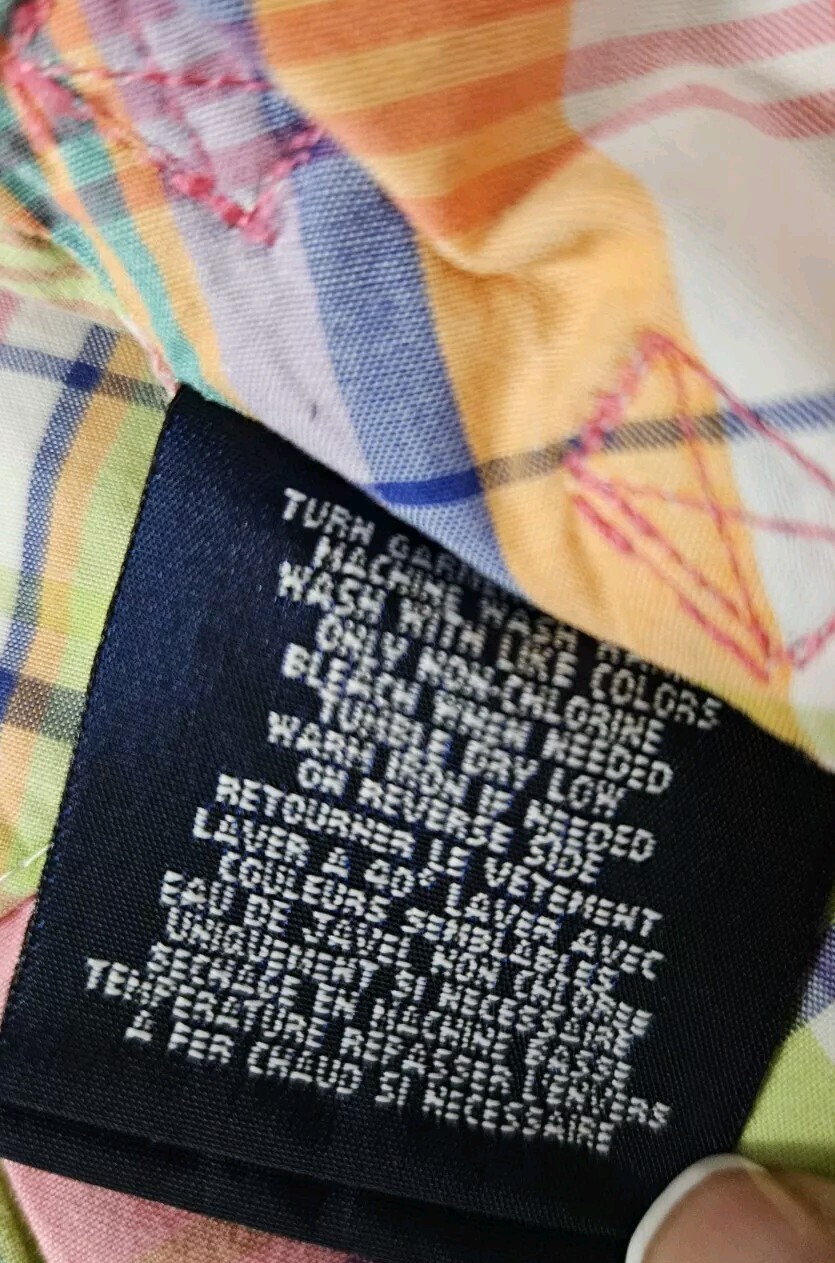 TURN
MACHINE WASH
WASH WITH LIKE COLORS
ONLY NON-CHLORINE
BLEACH WHEN NEEDED
TUMBLE DRY LOW
WARM IRON IF NEEDED
ON REVERSE SIDE
RETOURNER LE VETEMENT
LAVER A 40° LAVER AVEC
COULEURS SEMBLABLES
EAU DE JAVEL NON CHLOREE
UNIQUEMENT SI NECESSAIRE
SECHAGE EN MACHINE BASSE
TEMPERATURE REPASSER L'ENVERS
A FER CHAUD SI NECESSAIRE